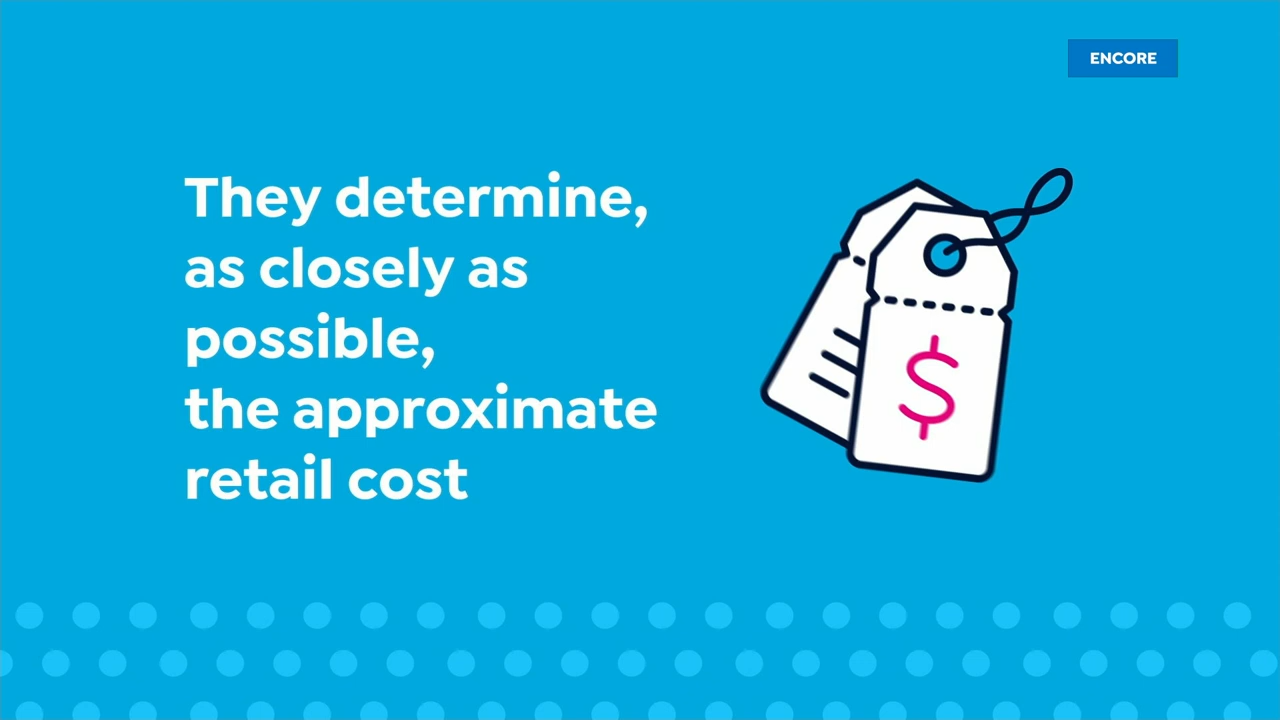 ENCORE
They determine,
as closely as
possible,
the approximate
retail cost
$